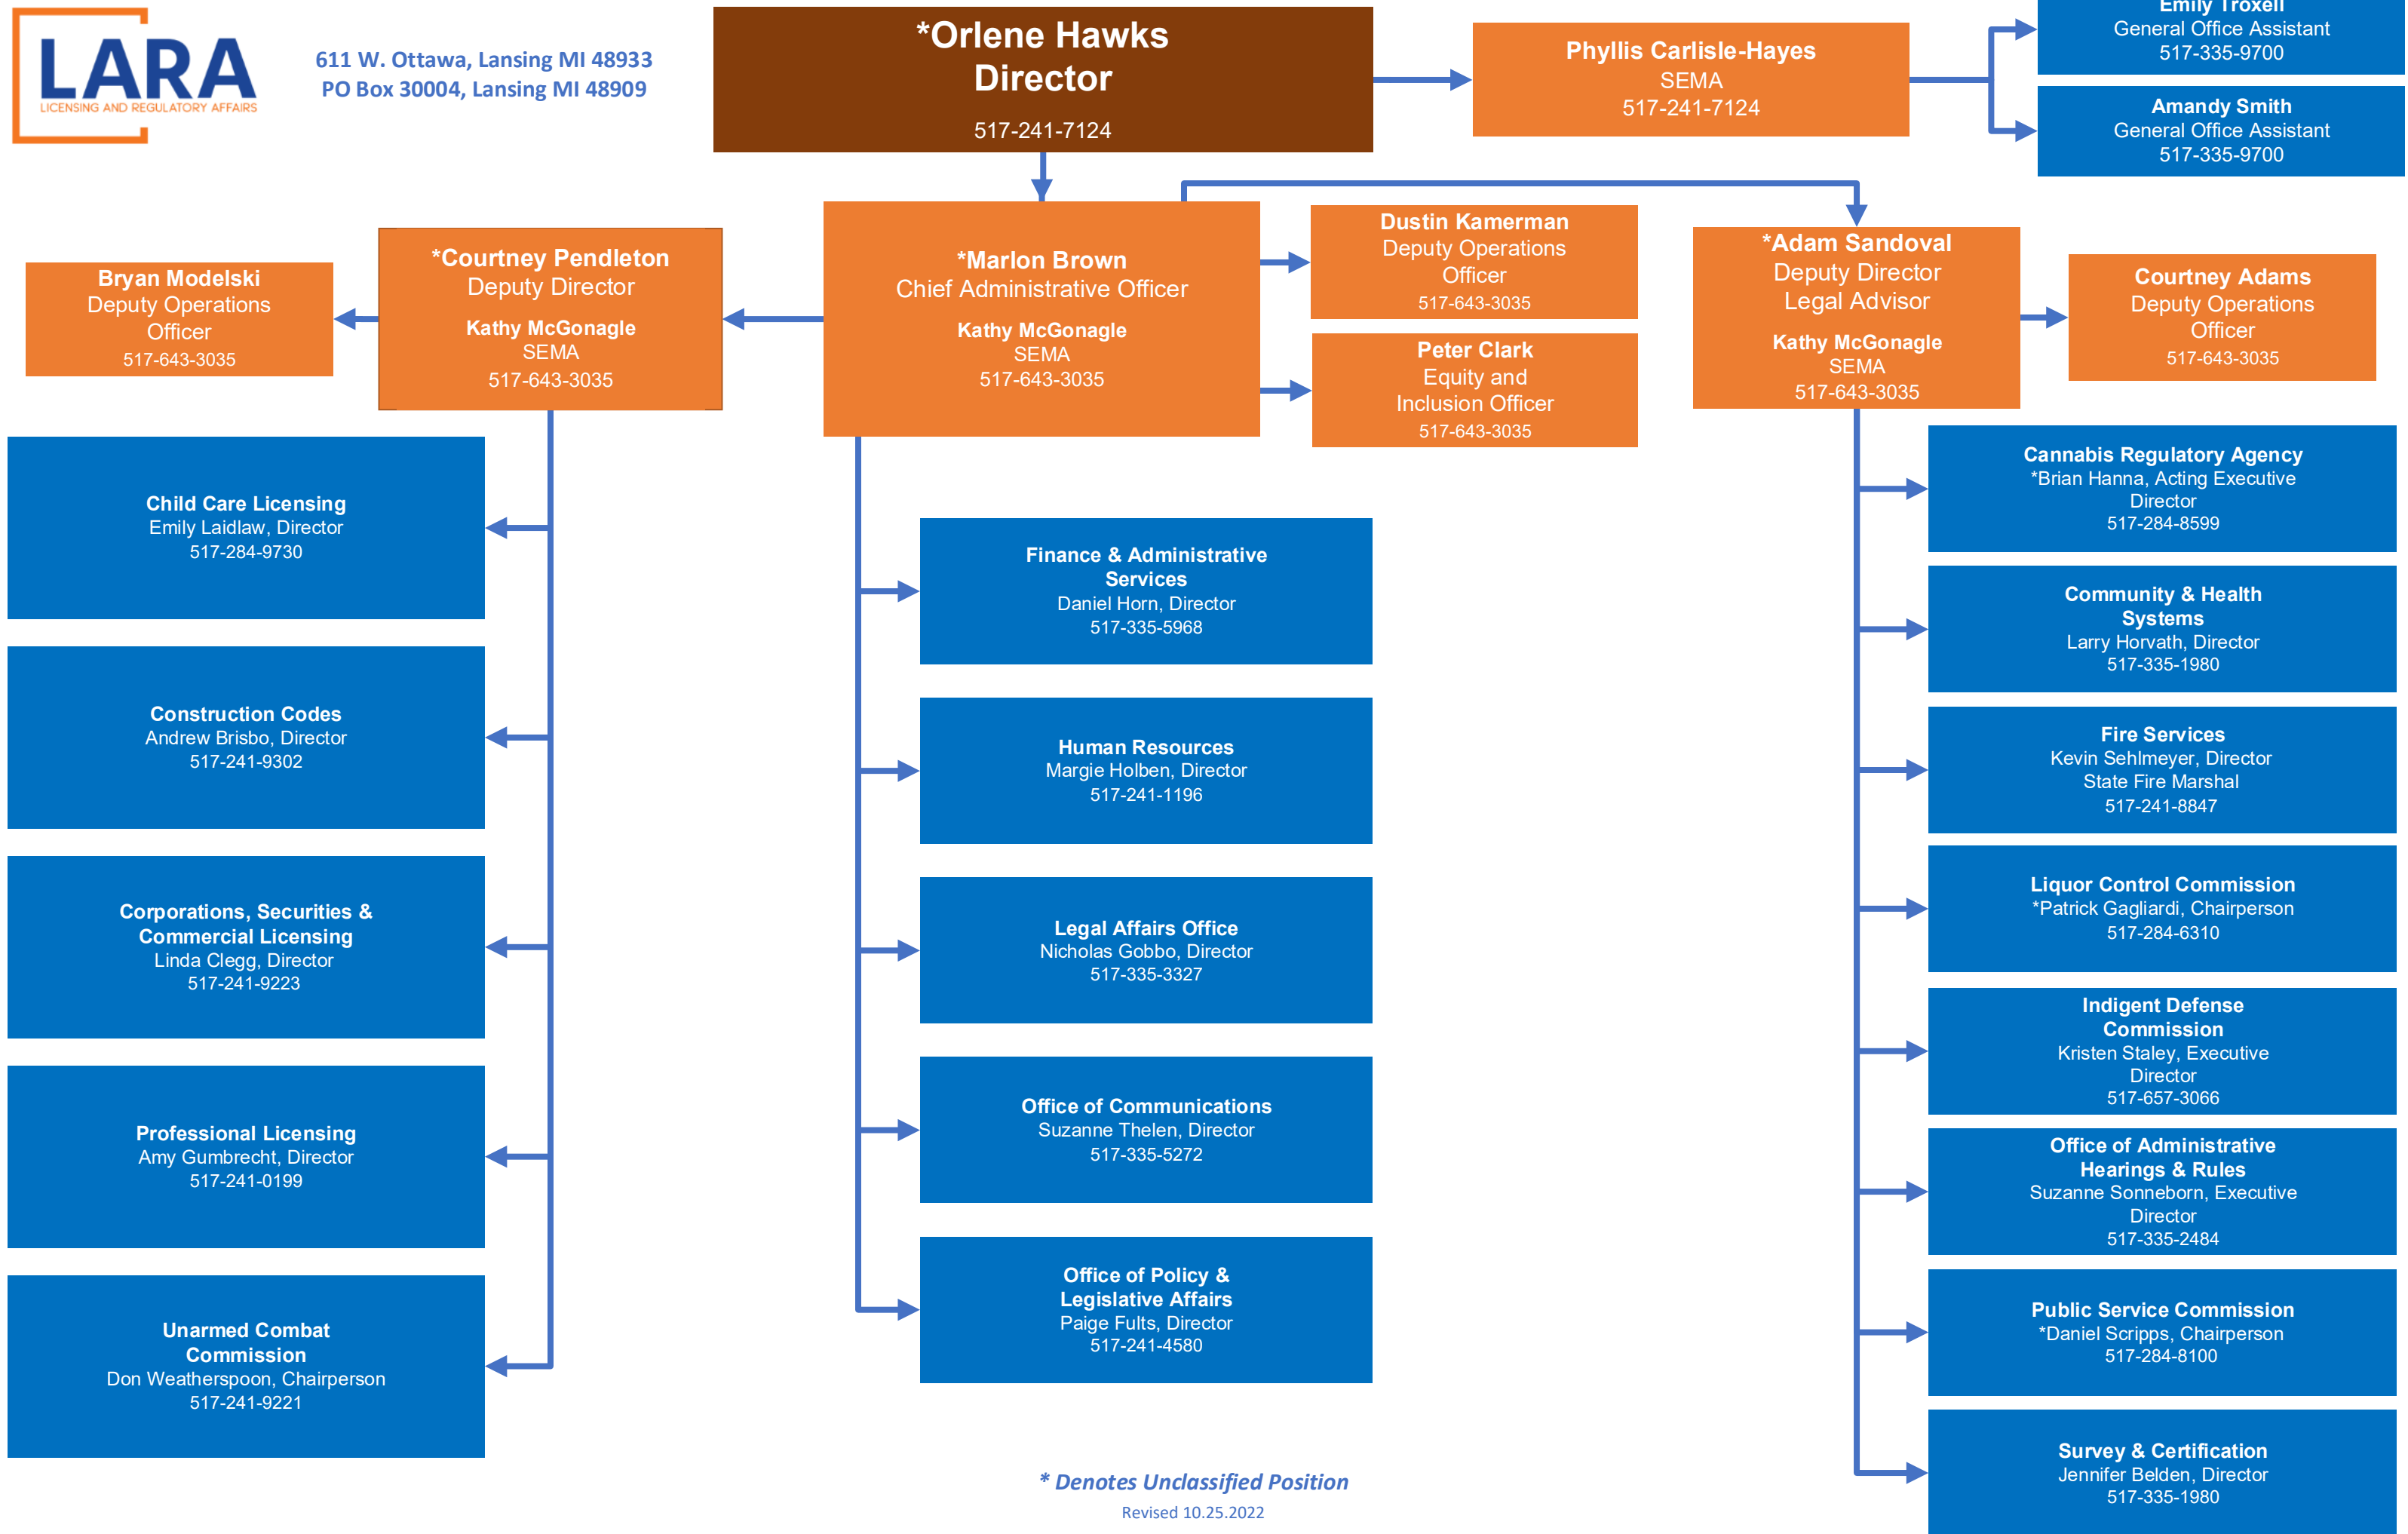 LARA
LICENSING AND REGULATORY AFFAIRS
611 W. Ottawa, Lansing MI 48933
PO Box 30004, Lansing MI 48909
*Orlene Hawks
Director
517-241-7124
Phyllis Carlisle-Hayes
SEMA
517-241-7124
Emily Troxell
General Office Assistant
517-335-9700
Amandy Smith
General Office Assistant
517-335-9700
Bryan Modelski
Deputy Operations
Officer
517-643-3035
*Courtney Pendleton
Deputy Director
Kathy McGonagle
SEMA
517-643-3035
*Marlon Brown
Chief Administrative Officer
Kathy McGonagle
SEMA
517-643-3035
Dustin Kamerman
Deputy Operations
Officer
517-643-3035
Peter Clark
Equity and
Inclusion Officer
517-643-3035
*Adam Sandoval
Deputy Director
Legal Advisor
Kathy McGonagle
SEMA
517-643-3035
Courtney Adams
Deputy Operations
Officer
517-643-3035
Child Care Licensing
Emily Laidlaw, Director
517-284-9730
Construction Codes
Andrew Brisbo, Director
517-241-9302
Corporations, Securities &
Commercial Licensing
Linda Clegg, Director
517-241-9223
Professional Licensing
Amy Gumbrecht, Director
517-241-0199
Unarmed Combat
Commission
Don Weatherspoon, Chairperson
517-241-9221
Finance & Administrative
Services
Daniel Horn, Director
517-335-5968
Human Resources
Margie Holben, Director
517-241-1196
Legal Affairs Office
Nicholas Gobbo, Director
517-335-3327
Office of Communications
Suzanne Thelen, Director
517-335-5272
Office of Policy &
Legislative Affairs
Paige Fults, Director
517-241-4580
Cannabis Regulatory Agency
*Brian Hanna, Acting Executive
Director
517-284-8599
Community & Health
Systems
Larry Horvath, Director
517-335-1980
Fire Services
Kevin Sehlmeyer, Director
State Fire Marshal
517-241-8847
Liquor Control Commission
*Patrick Gagliardi, Chairperson
517-284-6310
Indigent Defense
Commission
Kristen Staley, Executive
Director
517-657-3066
Office of Administrative
Hearings & Rules
Suzanne Sonneborn, Executive
Director
517-335-2484
Public Service Commission
*Daniel Scripps, Chairperson
517-284-8100
Survey & Certification
Jennifer Belden, Director
517-335-1980
* Denotes Unclassified Position
Revised 10.25.2022